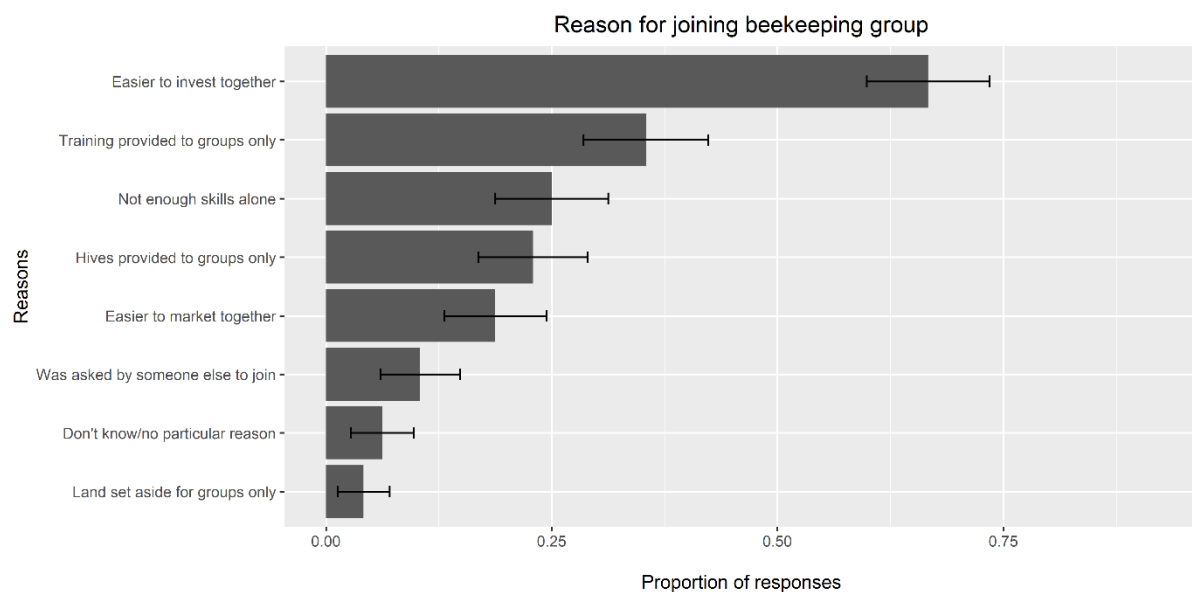 Reason for joining beekeeping group
Reasons
Easier to invest together
Training provided to groups only
Not enough skills alone
Hives provided to groups only
Easier to market together
Was asked by someone else to join
Don't know/no particular reason
Land set aside for groups only
0.00 0.25 0.50 0.75
Proportion of responses